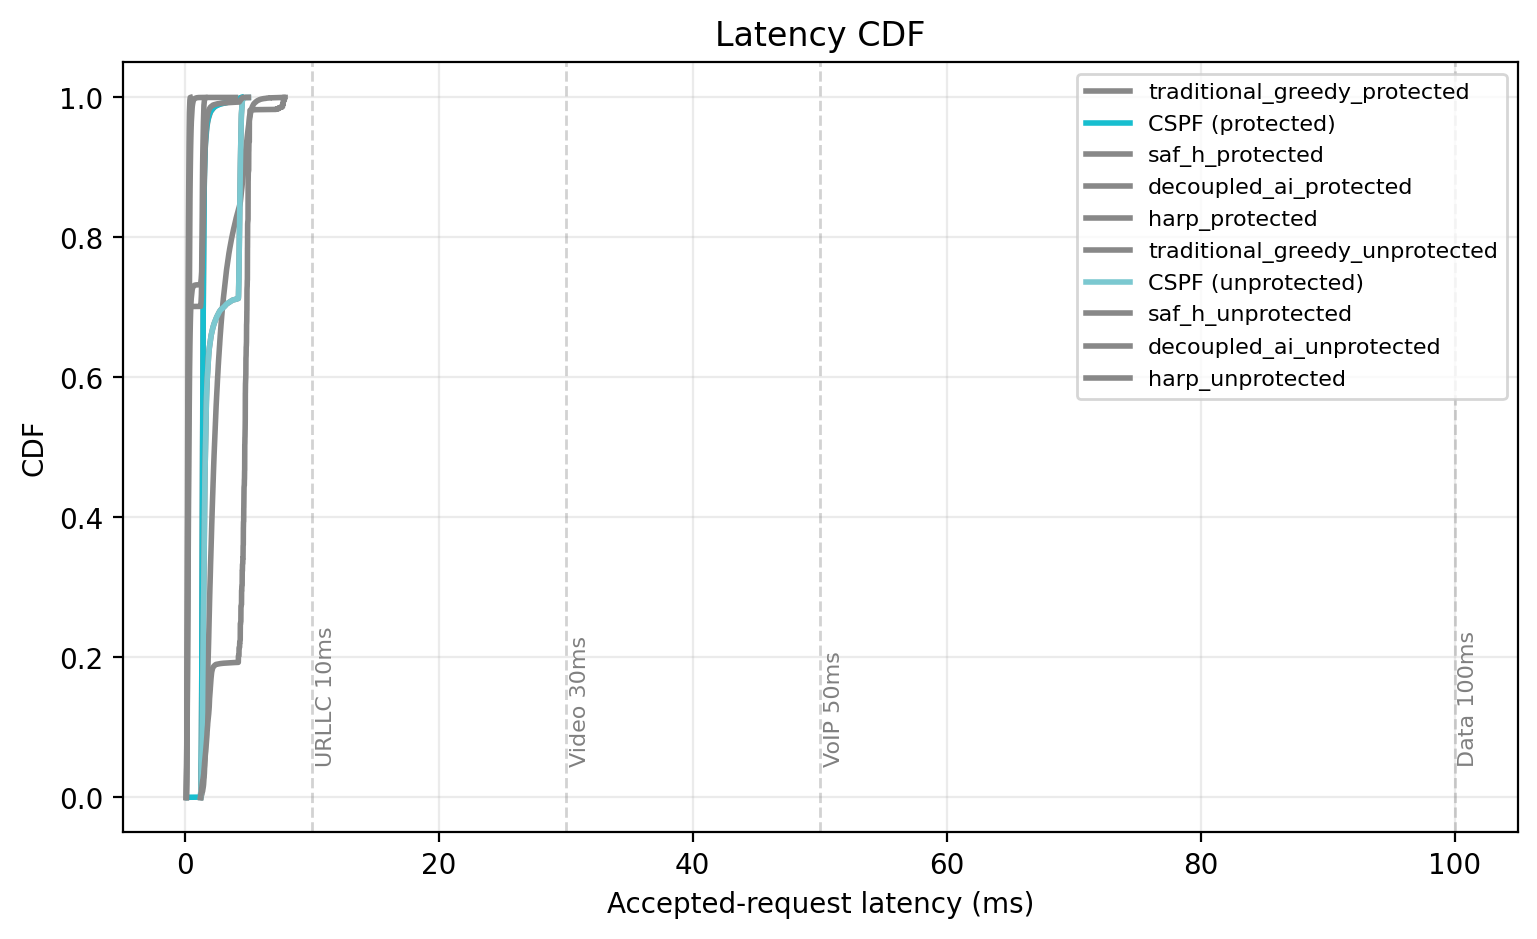 Latency CDF
1.0
0.8
0.6
0.4
0.2
0.0
CDF
traditional_greedy_protected
CSPF (protected)
saf_h_protected
decoupled_ai_protected
harp_protected
traditional_greedy_unprotected
CSPF (unprotected)
saf_h_unprotected
decoupled_ai_unprotected
harp_unprotected
URLLC 10ms
Video 30ms
VoIP 50ms
Data 100ms
0
20
40
60
80
100
Accepted-request latency (ms)